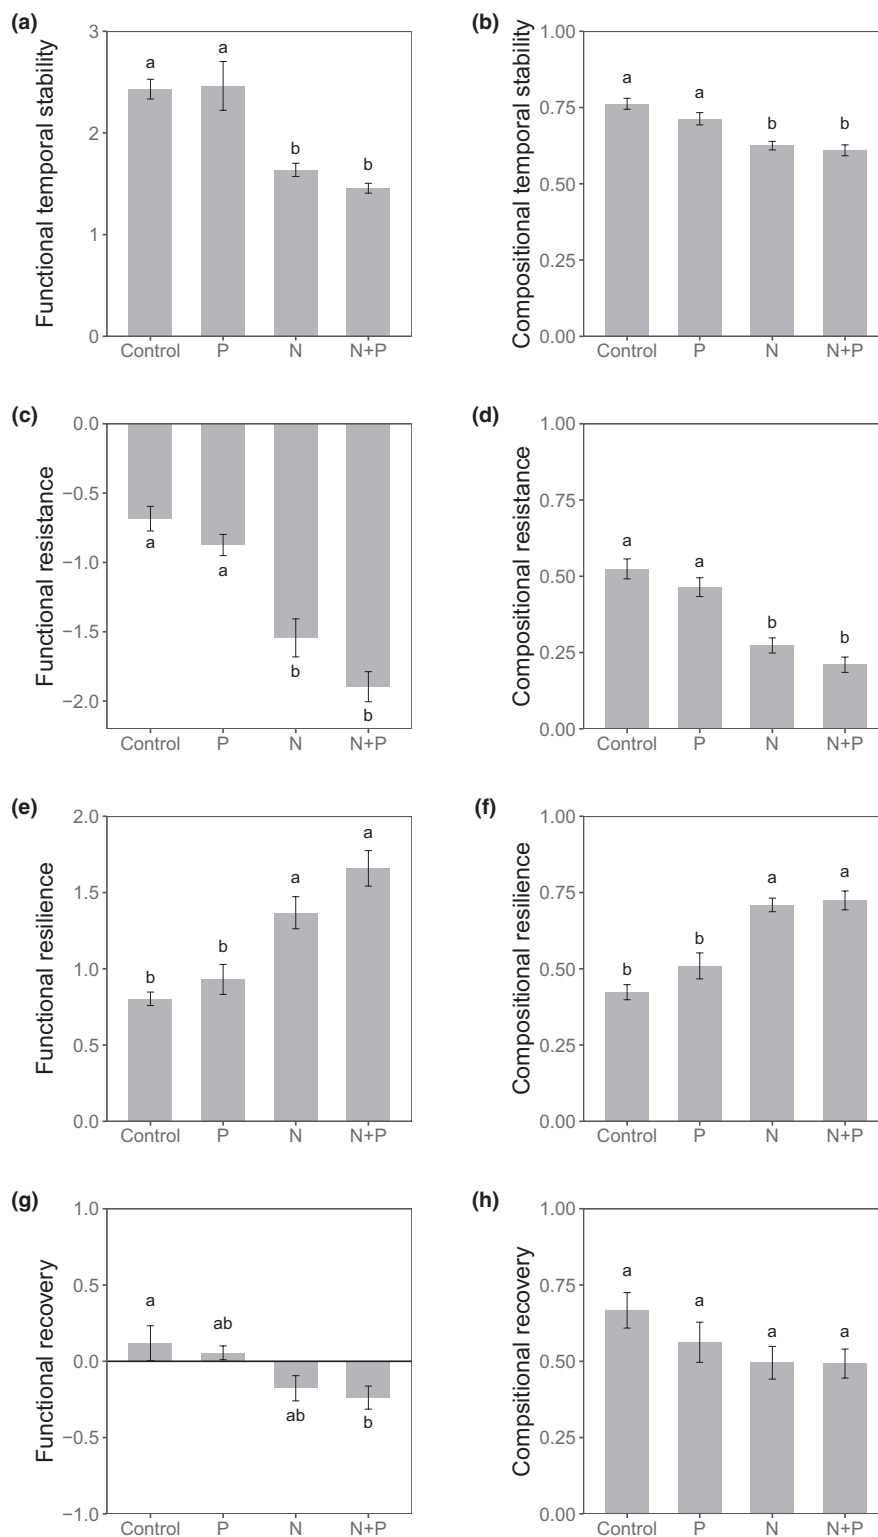 (a)
Functional temporal stability
3
2
1
0
a
a
b
b
Control P N N+P
(b)
Compositional temporal stability
1.00
0.75
0.50
0.25
0.00
a
a
b
b
Control P N N+P
(c)
Functional resistance
0.0
−0.5
−1.0
−1.5
−2.0
a
a
b
b
Control P N N+P
(d)
Compositional resistance
1.00
0.75
0.50
0.25
0.00
a
a
b
b
Control P N N+P
(e)
Functional resilience
2.0
1.5
1.0
0.5
0.0
b
b
a
a
Control P N N+P
(f)
Compositional resilience
1.00
0.75
0.50
0.25
0.00
b
b
a
a
Control P N N+P
(g)
Functional recovery
1.0
0.5
0.0
−0.5
−1.0
a
ab
ab
b
Control P N N+P
(h)
Compsitional recovery
1.00
0.75
0.50
0.25
0.00
a
a
a
a
Control P N N+P